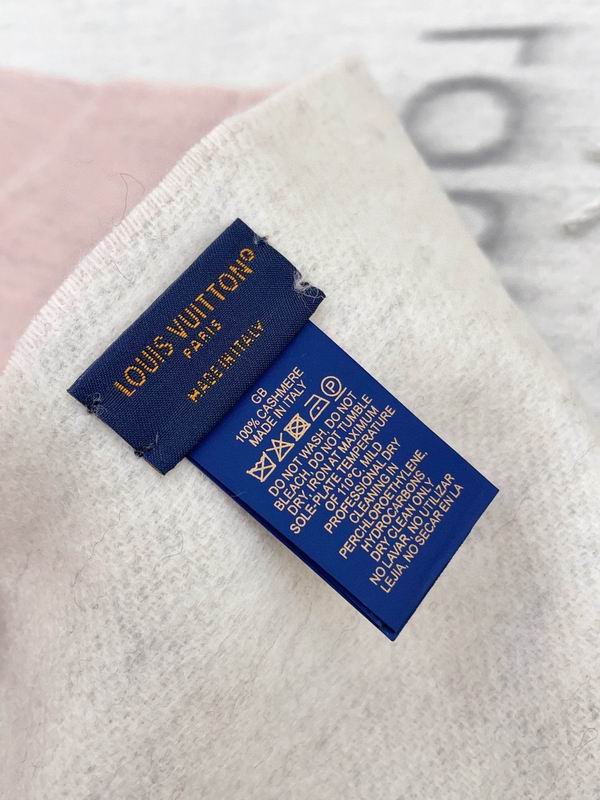 LOUIS VUITTON®
PARIS
MADE IN ITALY
GB
100% CASHMERE
MADE IN ITALY
DO NOT WASH, DO NOT
BLEACH, DO NOT TUMBLE
DRY, IRON AT MAXIMUM
SOLE-PLATE TEMPERATURE
OF 110°C, MILD
PROFESSIONAL DRY
CLEANING IN
PERCHLOROETHYLENE,
HYDROCARBONS
DRY CLEAN ONLY
NO LAVAR, NO UTILIZAR
LEJIA, NO SECAR EN LA